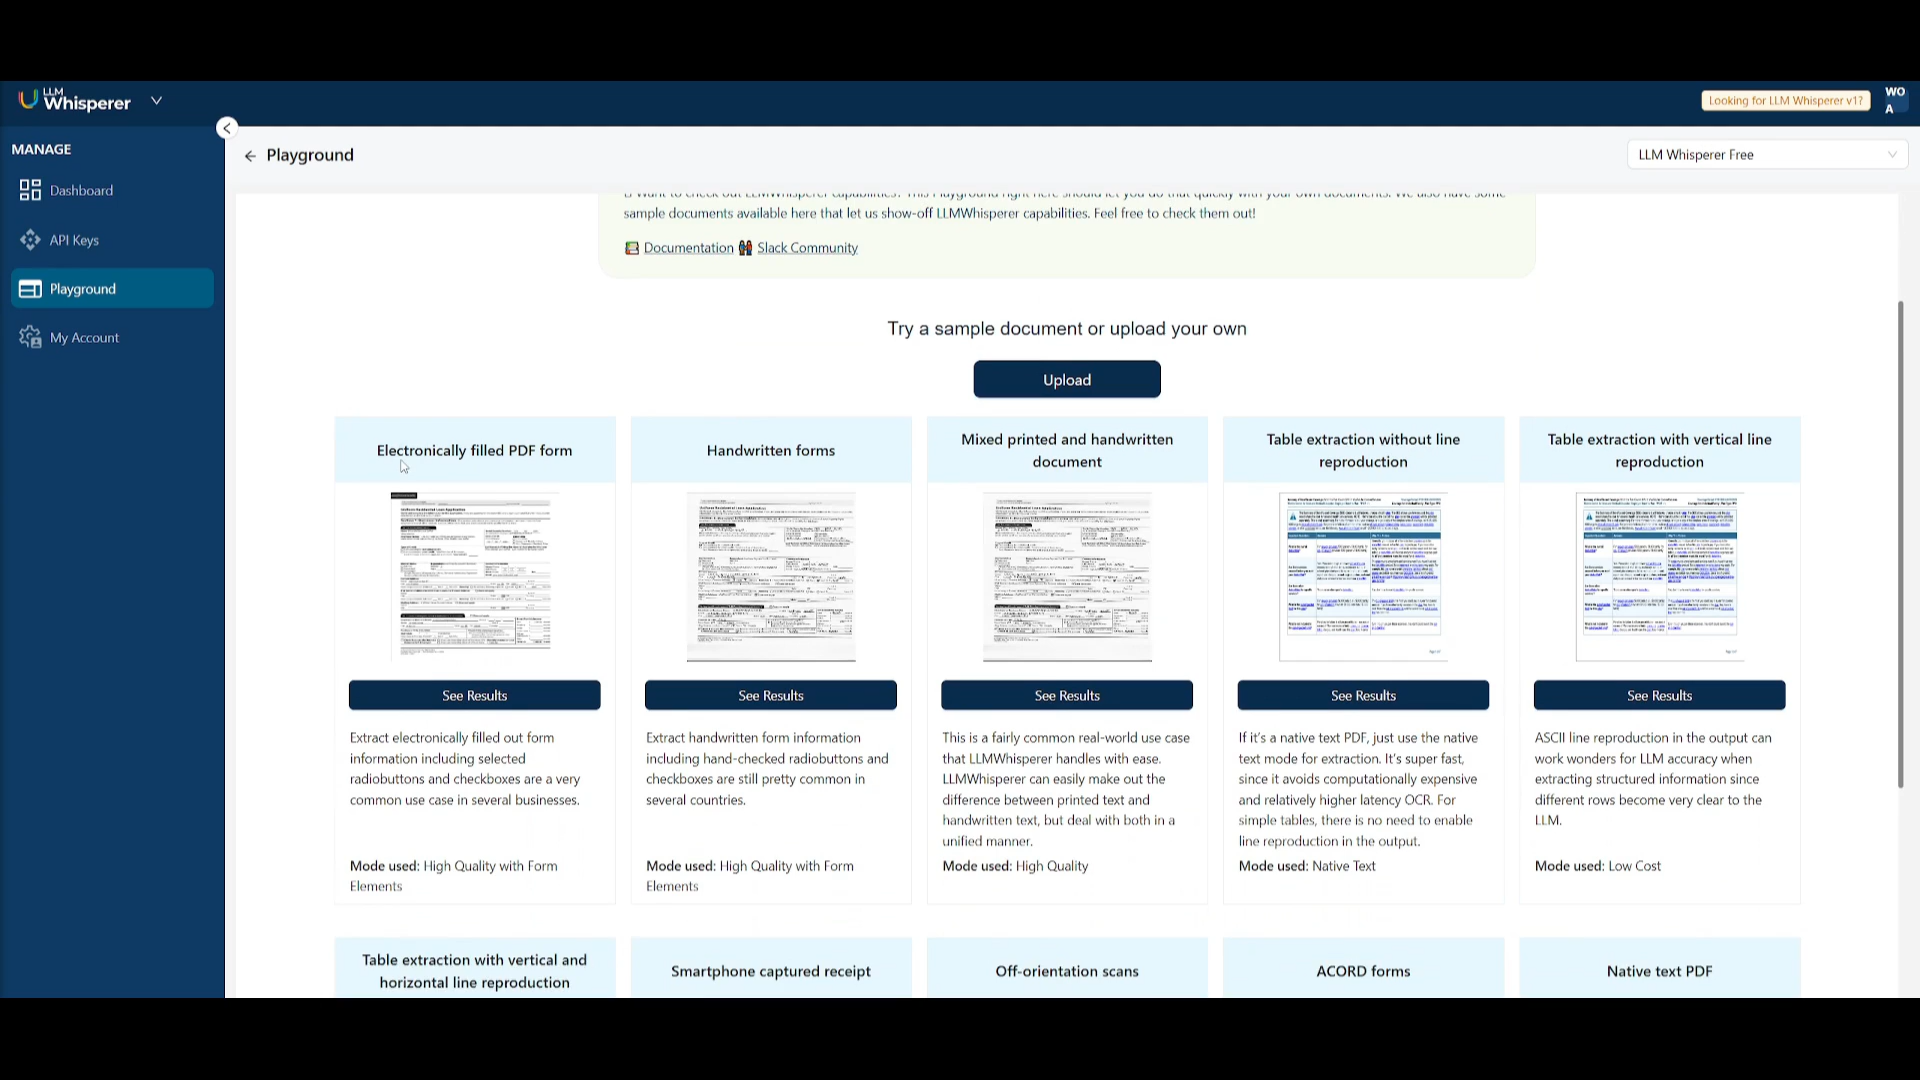 LLM
Whisperer
Looking for LLM Whisperer v1?
WO
A
MANAGE
Dashboard
API Keys
Playground
My Account
Playground
LLM Whisperer Free
sample documents available here that let us show-off LLMWhisperer capabilities. Feel free to check them out!
Documentation Slack Community
Try a sample document or upload your own
Upload
Electronically filled PDF form
Handwritten forms
Mixed printed and handwritten
document
Table extraction without line
reproduction
Table extraction with vertical line
reproduction
See Results
See Results
See Results
See Results
See Results
Extract electronically filled out form
information including selected
radiobuttons and checkboxes are a very
common use case in several businesses.
Mode used: High Quality with Form
Elements
Extract handwritten form information
including hand-checked radiobuttons and
checkboxes are still pretty common in
several countries.
Mode used: High Quality with Form
Elements
This is a fairly common real-world use case
that LLMWhisperer handles with ease.
LLMWhisperer can easily make out the
difference between printed text and
handwritten text, but deal with both in a
unified manner.
Mode used: High Quality
If it's a native text PDF, just use the native
text mode for extraction. It's super fast,
since it avoids computationally expensive
and relatively higher latency OCR. For
simple tables, there is no need to enable
line reproduction in the output.
Mode used: Native Text
ASCII line reproduction in the output can
work wonders for LLM accuracy when
extracting structured information since
different rows become very clear to the
LLM.
Mode used: Low Cost
Table extraction with vertical and
horizontal line reproduction
Smartphone captured receipt
Off-orientation scans
ACORD forms
Native text PDF